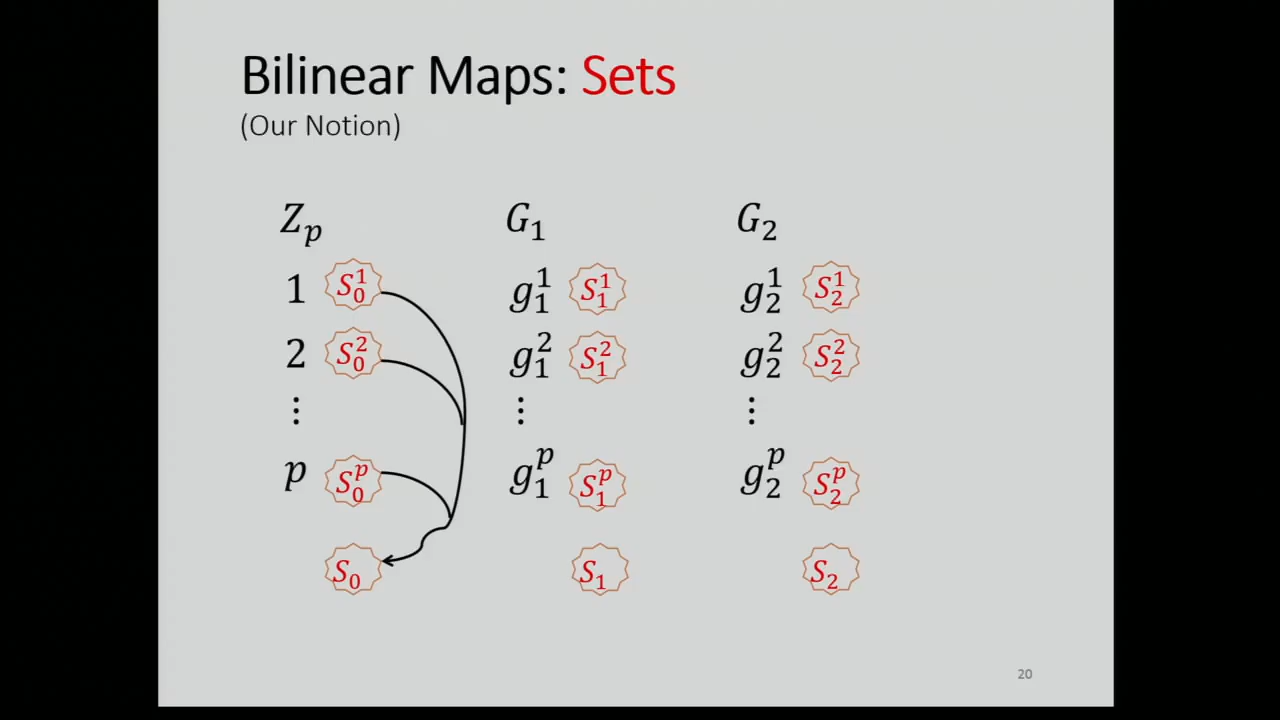 Bilinear Maps: Sets
(Our Notion)
$Z_p$ $G_1$ $G_2$
1 $S_0^1$ $g_1^1$ $S_1^1$ $g_2^1$ $S_2^1$
2 $S_0^2$ $g_1^2$ $S_1^2$ $g_2^2$ $S_2^2$
⋮ ⋮ ⋮
$p$ $S_0^p$ $g_1^p$ $S_1^p$ $g_2^p$ $S_2^p$
$S_0$ $S_1$ $S_2$
20